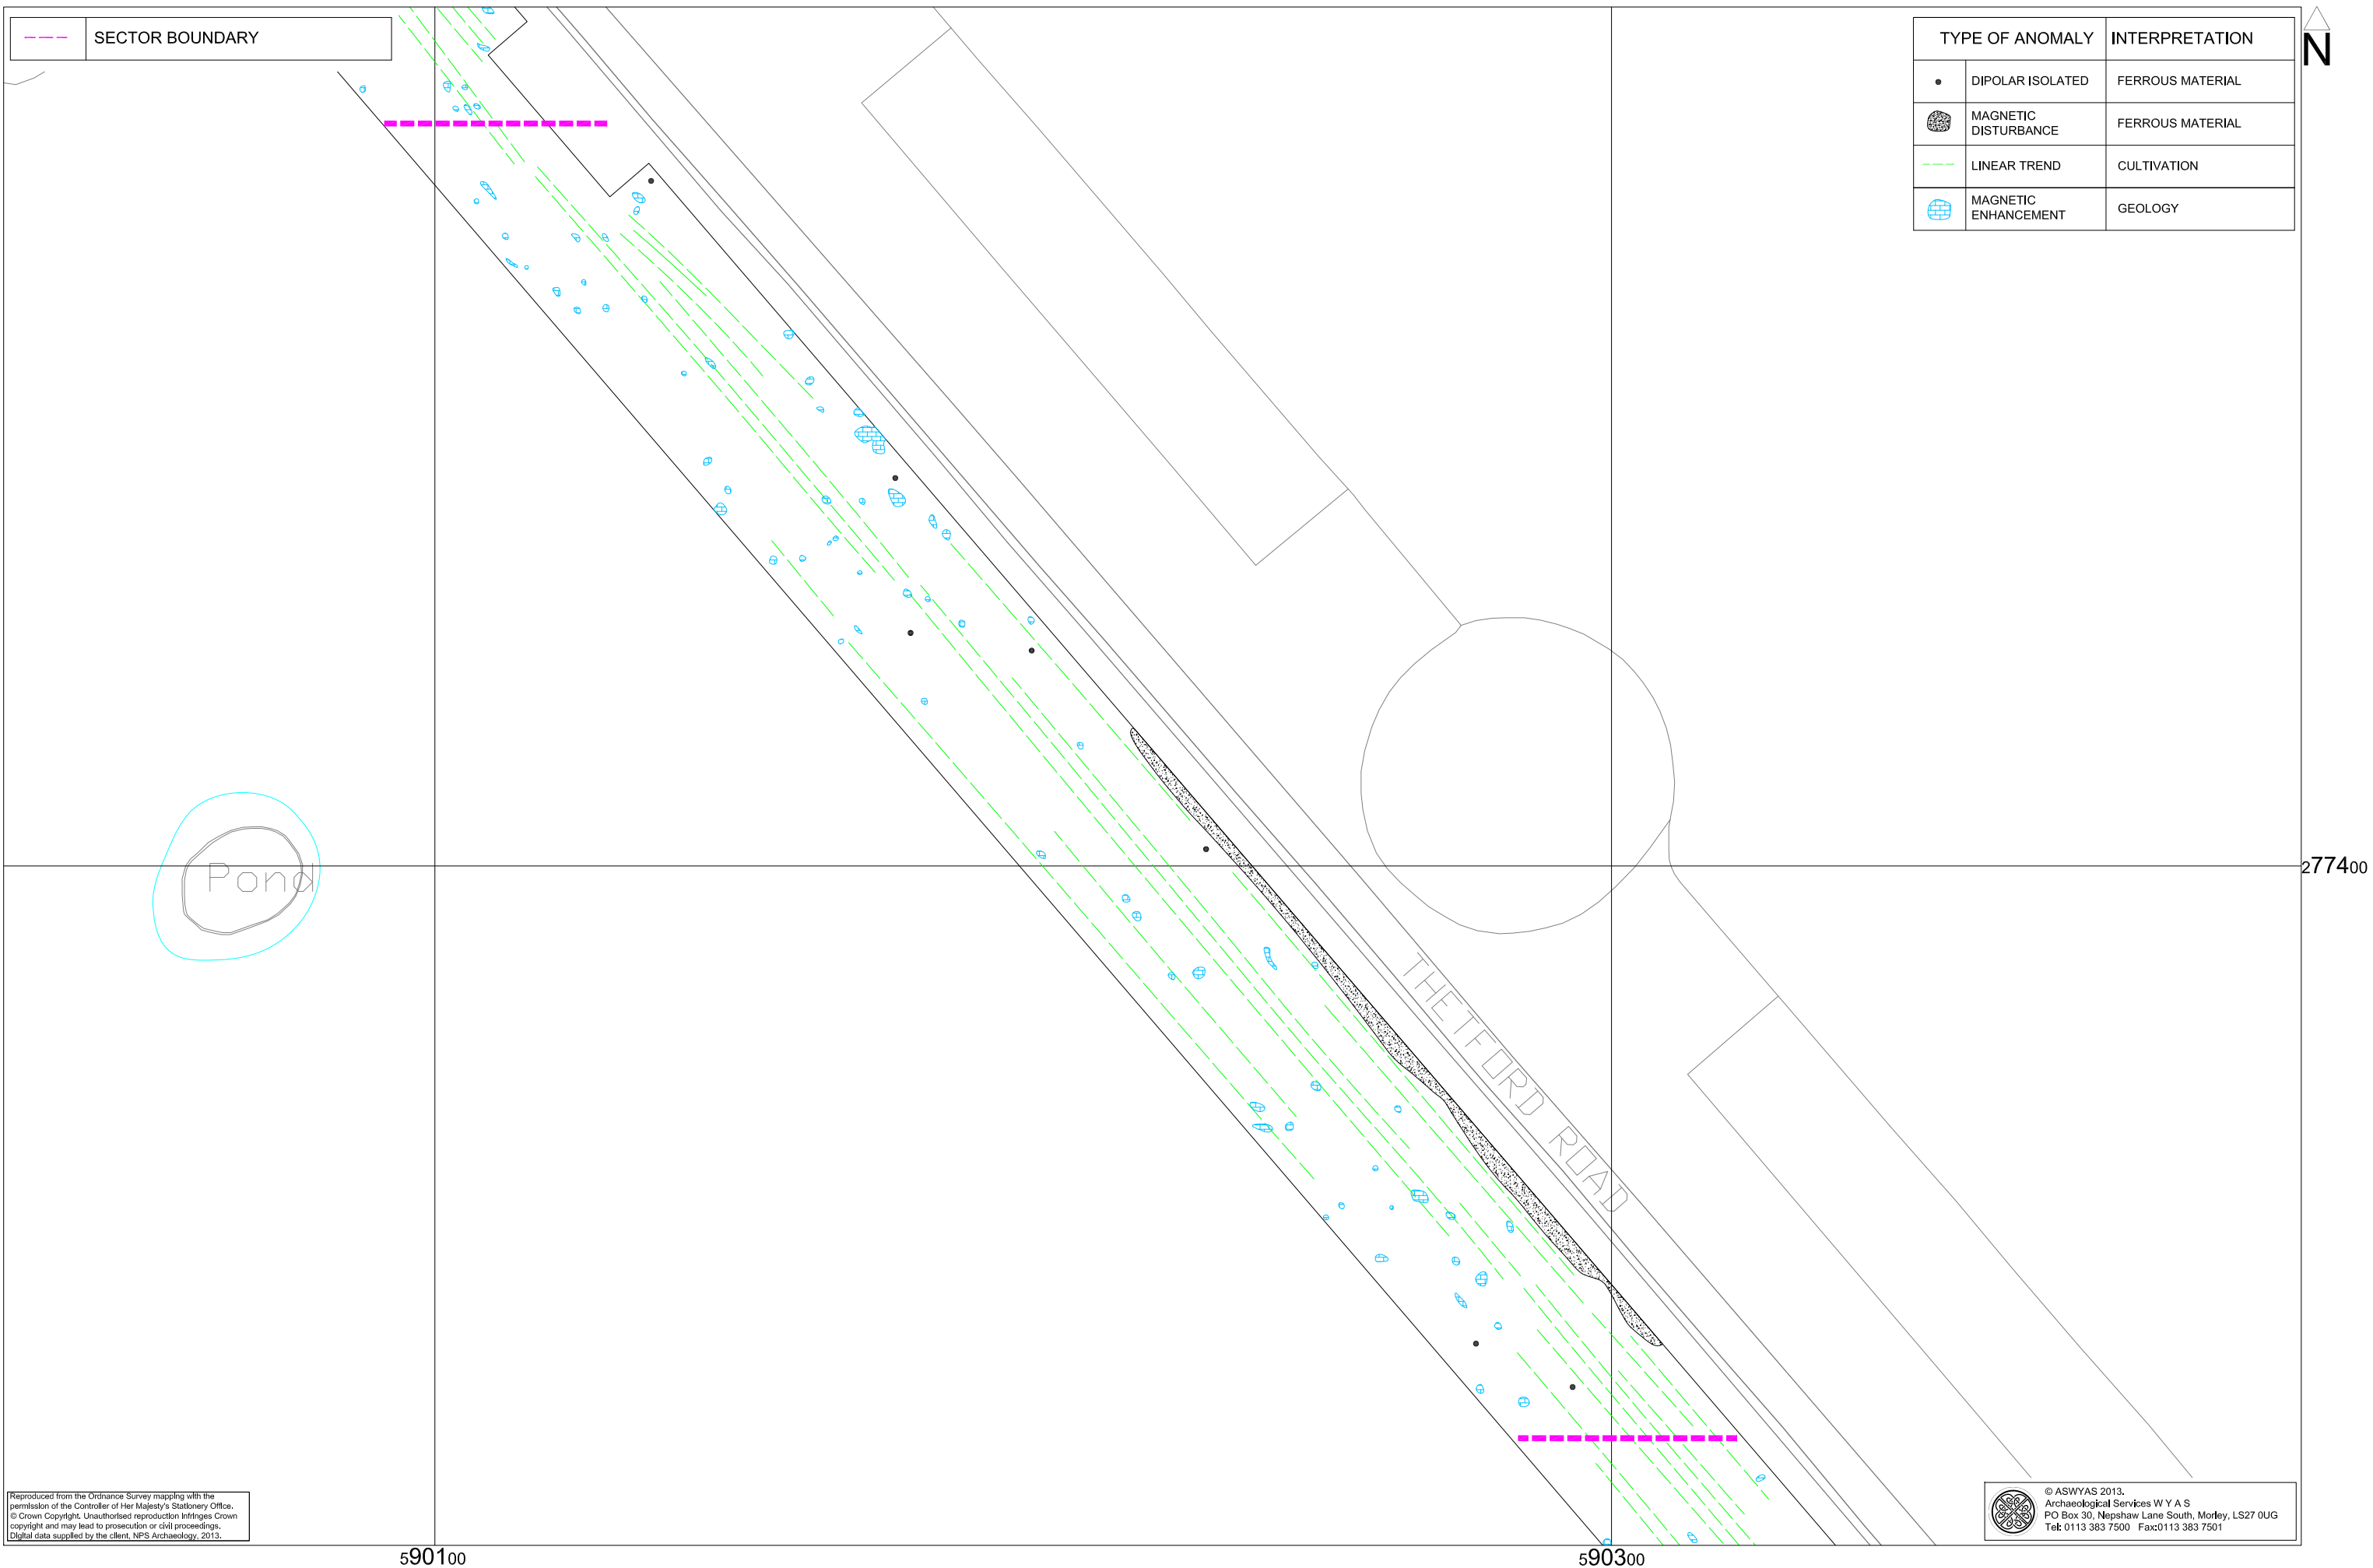 SECTOR BOUNDARY
N
TYPE OF ANOMALY INTERPRETATION
DIPOLAR ISOLATED FERROUS MATERIAL
MAGNETIC
DISTURBANCE
FERROUS MATERIAL
LINEAR TREND CULTIVATION
MAGNETIC
ENHANCEMENT
GEOLOGY
Pond
277400
THETFORD ROAD
Reproduced from the Ordnance Survey mapping with the
permission of the Controller of Her Majesty's Stationery Office.
© Crown Copyright. Unauthorised reproduction infringes Crown
copyright and may lead to prosecution or civil proceedings.
Digital data supplied by the client, NPS Archaeology, 2013.
© ASWYAS 2013.
Archaeological Services W Y A S
PO Box 30, Nepshaw Lane South, Morley, LS27 0UG
Tel: 0113 383 7500 Fax:0113 383 7501
590100
590300